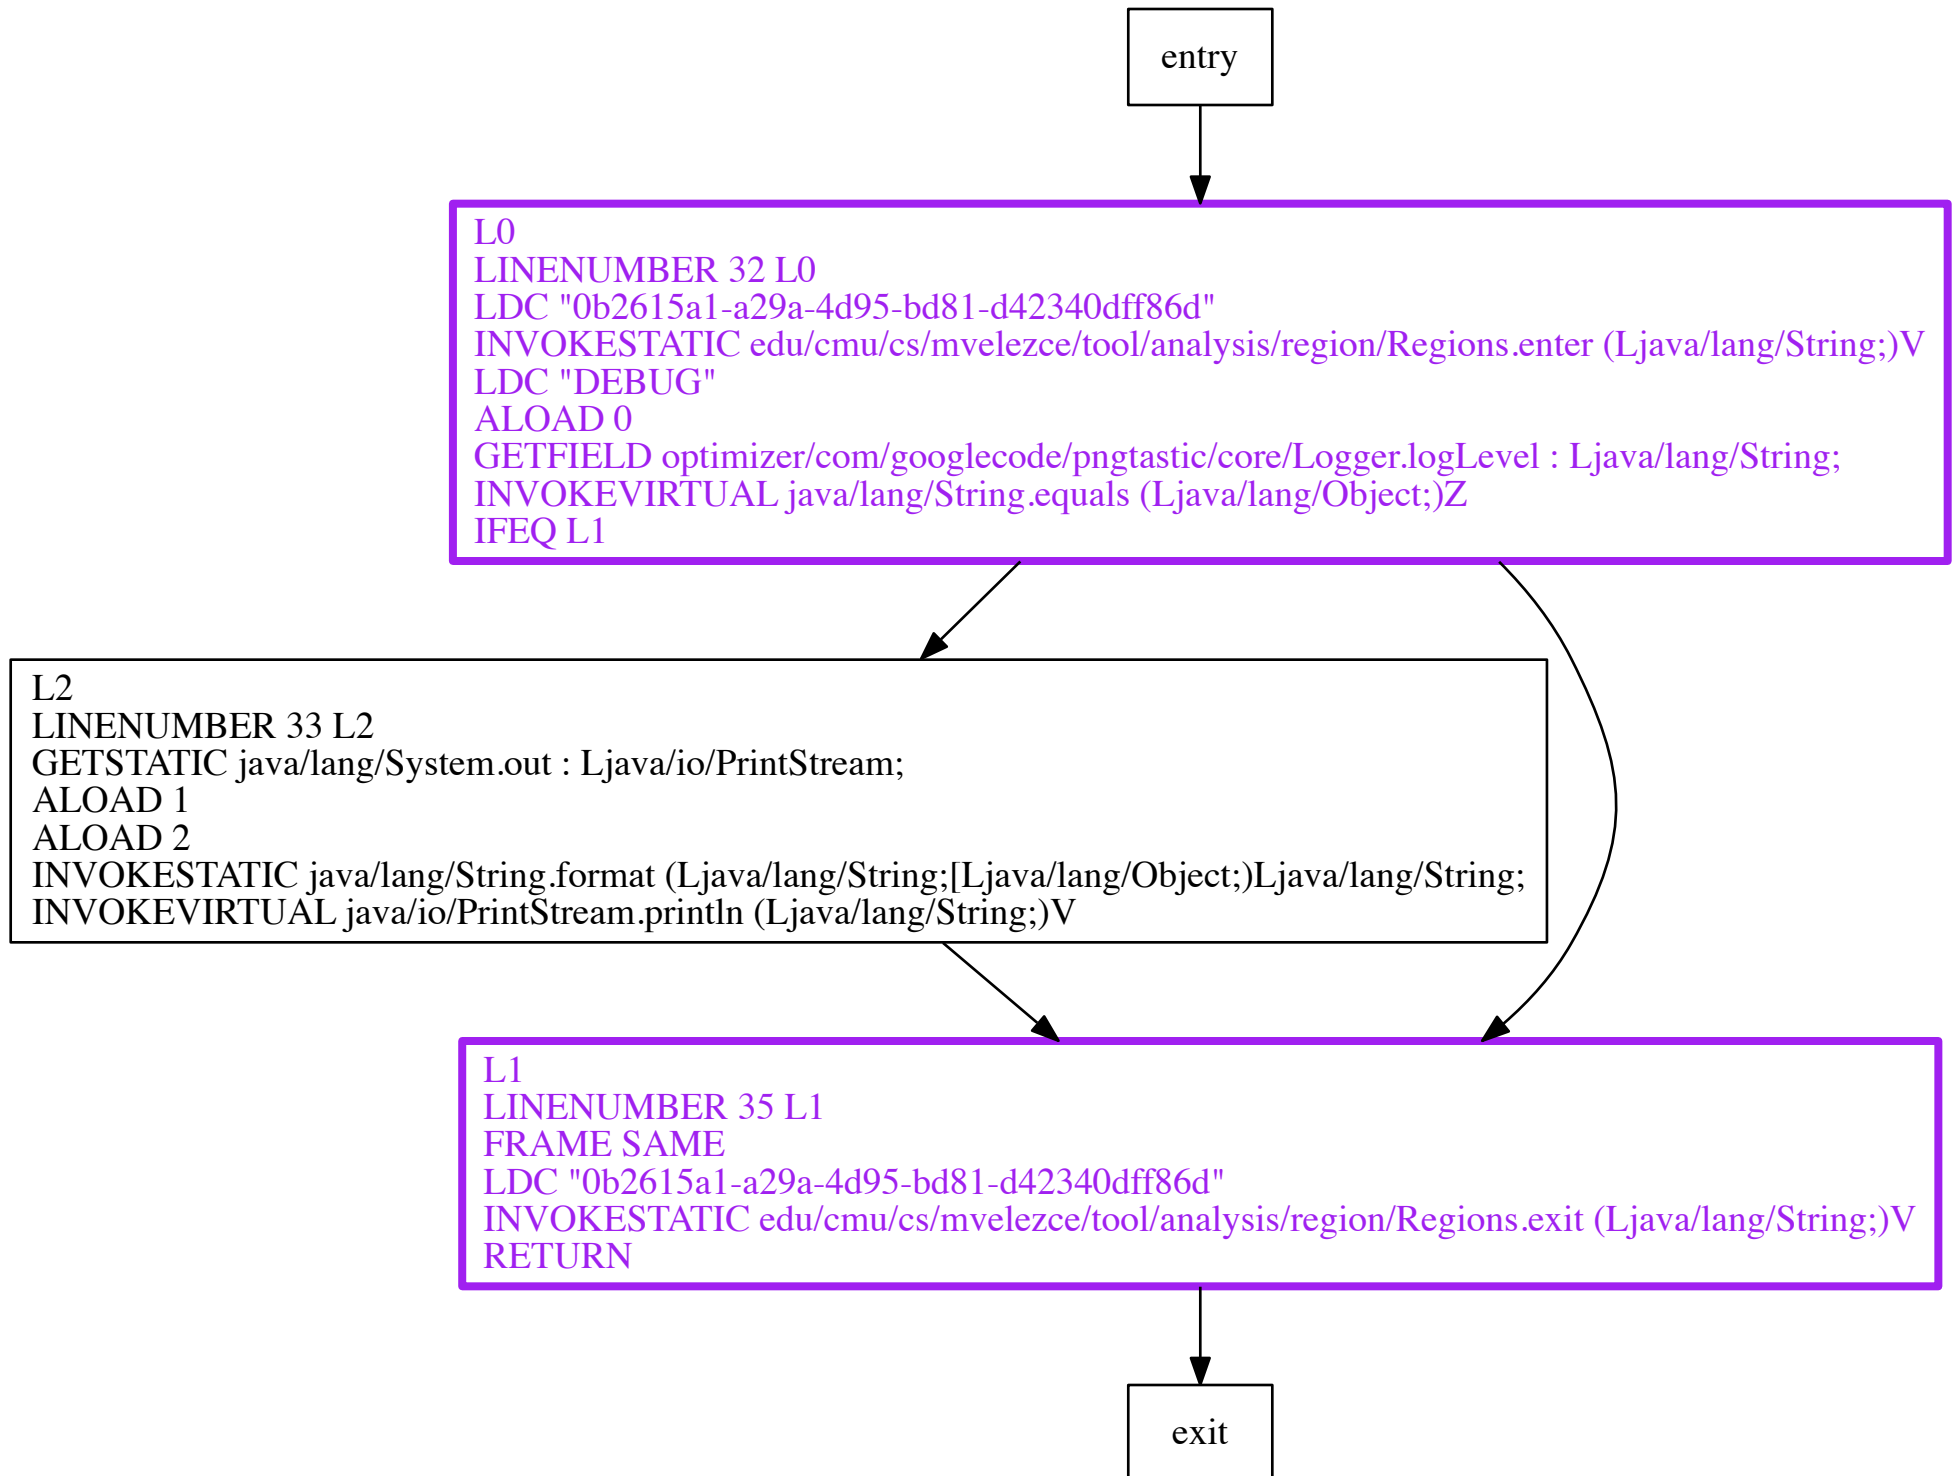 entry
L0
LINENUMBER 32 L0
LDC "0b2615a1-a29a-4d95-bd81-d42340dff86d"
INVOKESTATIC edu/cmu/cs/mvelezce/tool/analysis/region/Regions.enter (Ljava/lang/String;)V
LDC "DEBUG"
ALOAD 0
GETFIELD optimizer/com/googlecode/pngtastic/core/Logger.logLevel : Ljava/lang/String;
INVOKEVIRTUAL java/lang/String.equals (Ljava/lang/Object;)Z
IFEQ L1
L2
LINENUMBER 33 L2
GETSTATIC java/lang/System.out : Ljava/io/PrintStream;
ALOAD 1
ALOAD 2
INVOKESTATIC java/lang/String.format (Ljava/lang/String;[Ljava/lang/Object;)Ljava/lang/String;
INVOKEVIRTUAL java/io/PrintStream.println (Ljava/lang/String;)V
L1
LINENUMBER 35 L1
FRAME SAME
LDC "0b2615a1-a29a-4d95-bd81-d42340dff86d"
INVOKESTATIC edu/cmu/cs/mvelezce/tool/analysis/region/Regions.exit (Ljava/lang/String;)V
RETURN
exit